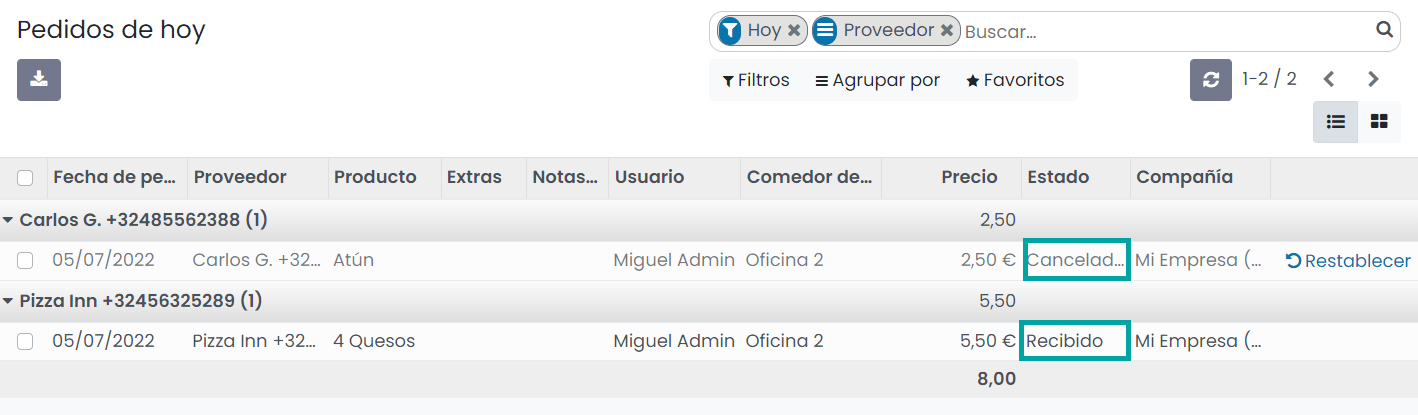 Pedidos de hoy
Hoy ✖ Proveedor ✖ Buscar...
Filtros Agrupar por Favoritos 1-2 / 2
Fecha de pe... Proveedor Producto Extras Notas... Usuario Comedor de... Precio Estado Compañía
Carlos G. +32485562388 (1) 2,50
05/07/2022 Carlos G. +32... Atún Miguel Admin Oficina 2 2,50 € Cancelad... Mi Empresa (... Restablecer
Pizza Inn +32456325289 (1) 5,50
05/07/2022 Pizza Inn +32... 4 Quesos Miguel Admin Oficina 2 5,50 € Recibido Mi Empresa (...
8,00